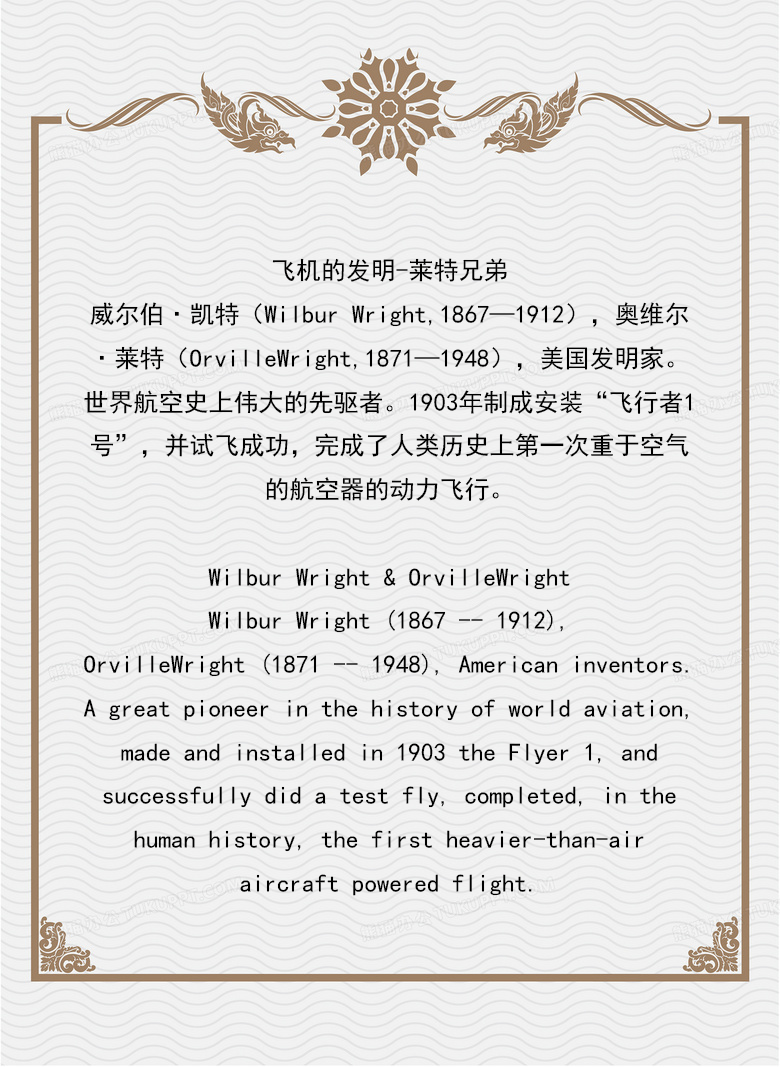 飞机的发明-莱特兄弟
威尔伯·凯特（Wilbur Wright,1867—1912），奥维尔
·莱特（OrvilleWright,1871—1948），美国发明家。
世界航空史上伟大的先驱者。1903年制成安装“飞行者1
号”，并试飞成功，完成了人类历史上第一次重于空气
的航空器的动力飞行。
Wilbur Wright & OrvilleWright
Wilbur Wright (1867 -- 1912),
OrvilleWright (1871 -- 1948), American inventors.
A great pioneer in the history of world aviation,
made and installed in 1903 the Flyer 1, and
successfully did a test fly, completed, in the
human history, the first heavier-than-air
aircraft powered flight.